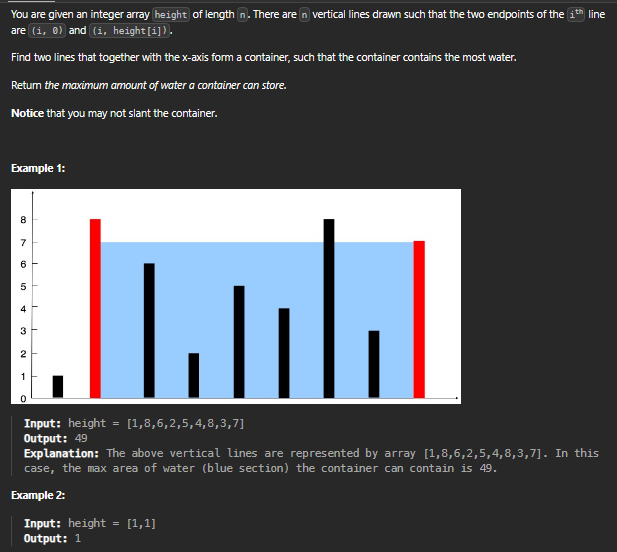 You are given an integer array height of length n. There are n vertical lines drawn such that the two endpoints of the ith line
are (i, 0) and (i, height[i]).
Find two lines that together with the x-axis form a container, such that the container contains the most water.
Return the maximum amount of water a container can store.
Notice that you may not slant the container.
Example 1:
8
7
6
5
4
3
2
1
0
Input: height = [1,8,6,2,5,4,8,3,7]
Output: 49
Explanation: The above vertical lines are represented by array [1,8,6,2,5,4,8,3,7]. In this
case, the max area of water (blue section) the container can contain is 49.
Example 2:
Input: height = [1,1]
Output: 1